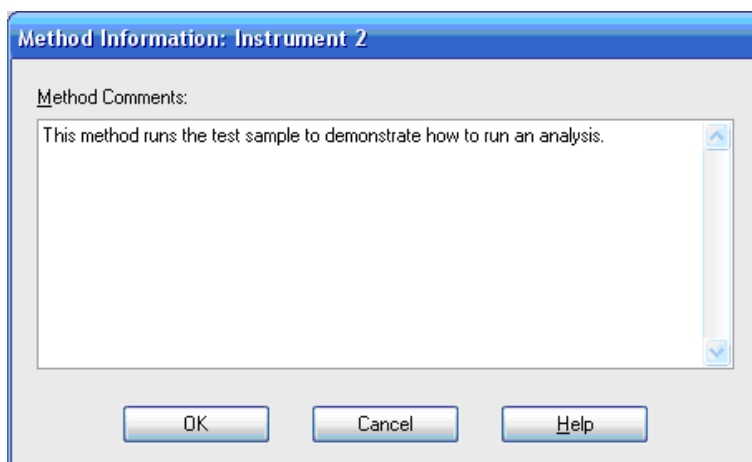 Method Information: Instrument 2
Method Comments:
This method runs the test sample to demonstrate how to run an analysis.
OK Cancel Help